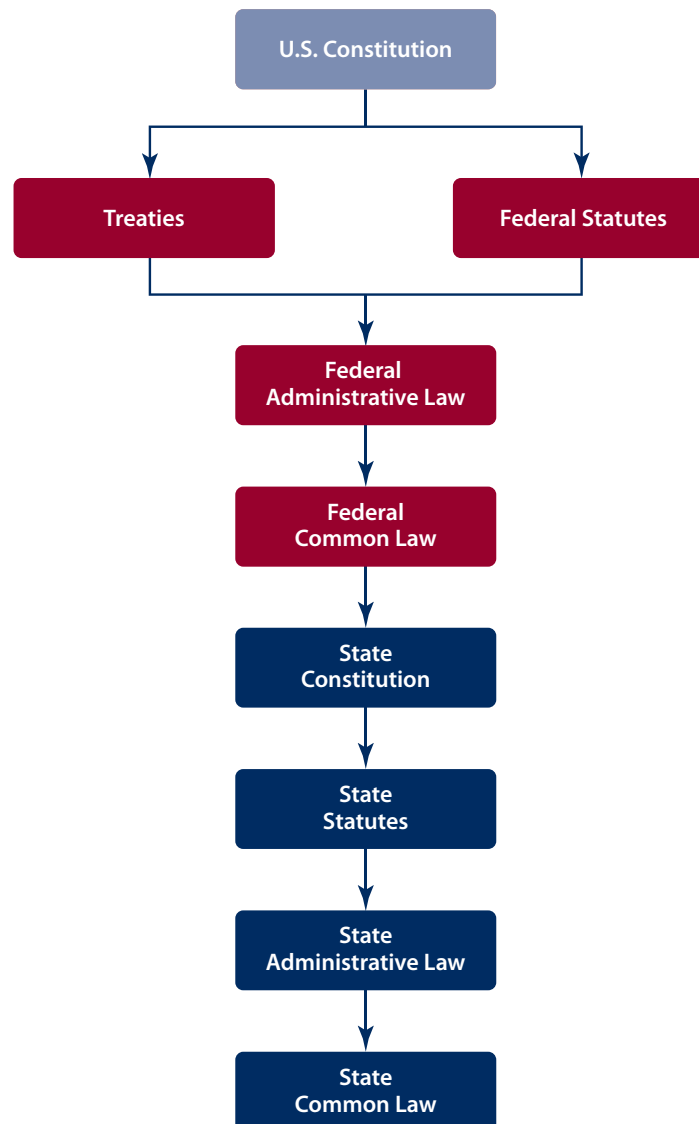 U.S. Constitution
Treaties
Federal Statutes
Federal
Administrative Law
Federal
Common Law
State
Constitution
State
Statutes
State
Administrative Law
State
Common Law